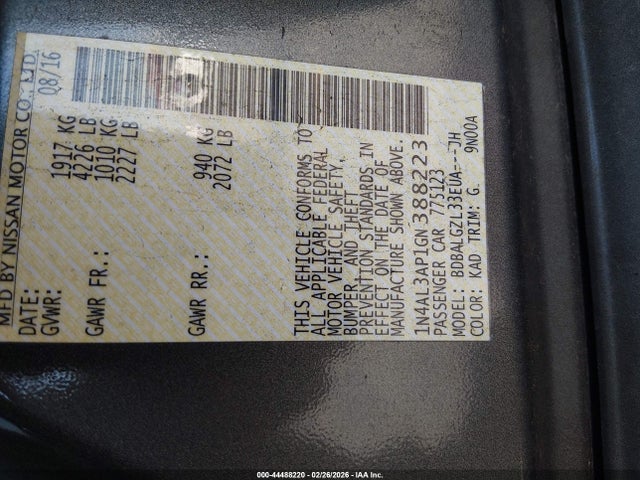 MFD BY NISSAN MOTOR CO., LTD.
DATE: 08/16
GVWR: 1917 KG
4226 LB
GAWR FR.: 1010 KG
2227 LB
GAWR RR.: 940 KG
2072 LB
THIS VEHICLE CONFORMS TO
ALL APPLICABLE FEDERAL
MOTOR VEHICLE SAFETY,
BUMPER, AND THEFT
PREVENTION STANDARDS IN
EFFECT ON THE DATE OF
MANUFACTURE SHOWN ABOVE.
1N4AL3AP1GN388223
PASSENGER CAR 775123
MODEL: BDBALGZL33EUA---JH
COLOR: KAD TRIM: G. 9N00A
000-44488220 - 02/26/2026 - IAA Inc.